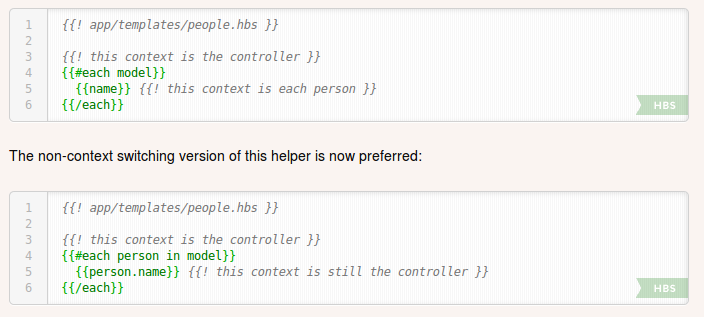 1 {{! app/templates/people.hbs }}
2
3 {{! this context is the controller }}
4 {{#each model}}
5   {{name}} {{! this context is each person }}
6 {{/each}}
HBS
The non-context switching version of this helper is now preferred:
1 {{! app/templates/people.hbs }}
2
3 {{! this context is the controller }}
4 {{#each person in model}}
5   {{person.name}} {{! this context is still the controller }}
6 {{/each}}
HBS